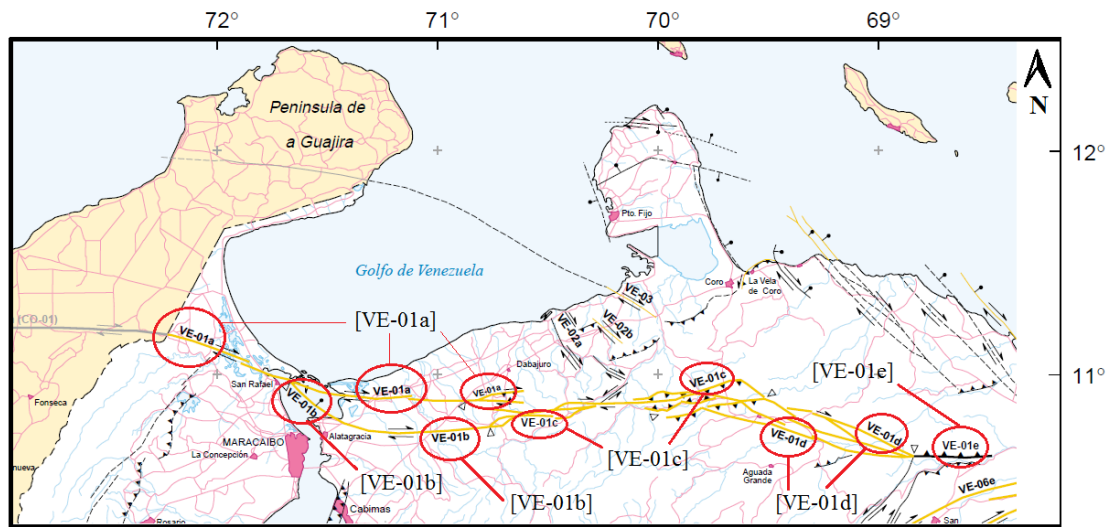 72° 71° 70° 69°
N
Peninsula de
a Guajira
12°
Pto. Fijo
Golfo de Venezuela
Coro
La Vela
de Coro
VE-03
(CO-01)
[VE-01a]
VE-02a
VE-02b
VE-01a
Dabajuro
[VE-01e]
11°
San Rafael
VE-01a
VE-01a
VE-01c
Fonseca
VE-01b
VE-01c
VE-01d
VE-01d
Alatagracia
VE-01b
VE-01e
MARACAIBO
La Concepción
[VE-01c]
Aguada
Grande
[VE-01b]
[VE-01b]
[VE-01d]
VE-06e
nueva
Cabimas
Rosario
San